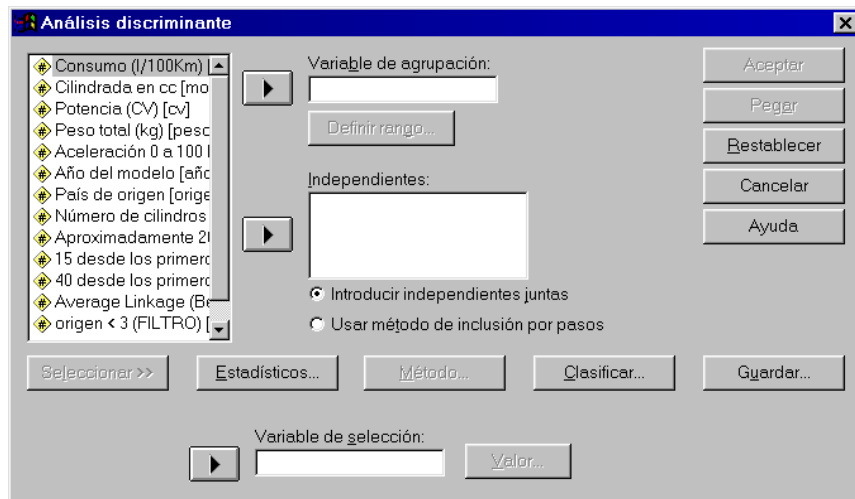 Análisis discriminante
Consumo (l/100Km) [
Cilindrada en cc [mo
Potencia (CV) [cv]
Peso total (kg) [peso
Aceleración 0 a 100
Año del modelo [año
País de origen [orige
Número de cilindros
Aproximadamente 20
15 desde los primero
40 desde los primero
Average Linkage (Be
origen < 3 (FILTRO) [
Variable de agrupación:
Definir rango...
Independientes:
Introducir independientes juntas
Usar método de inclusión por pasos
Aceptar
Pegar
Restablecer
Cancelar
Ayuda
Seleccionar >>
Estadísticos...
Método...
Clasificar...
Guardar...
Variable de selección:
Valor...